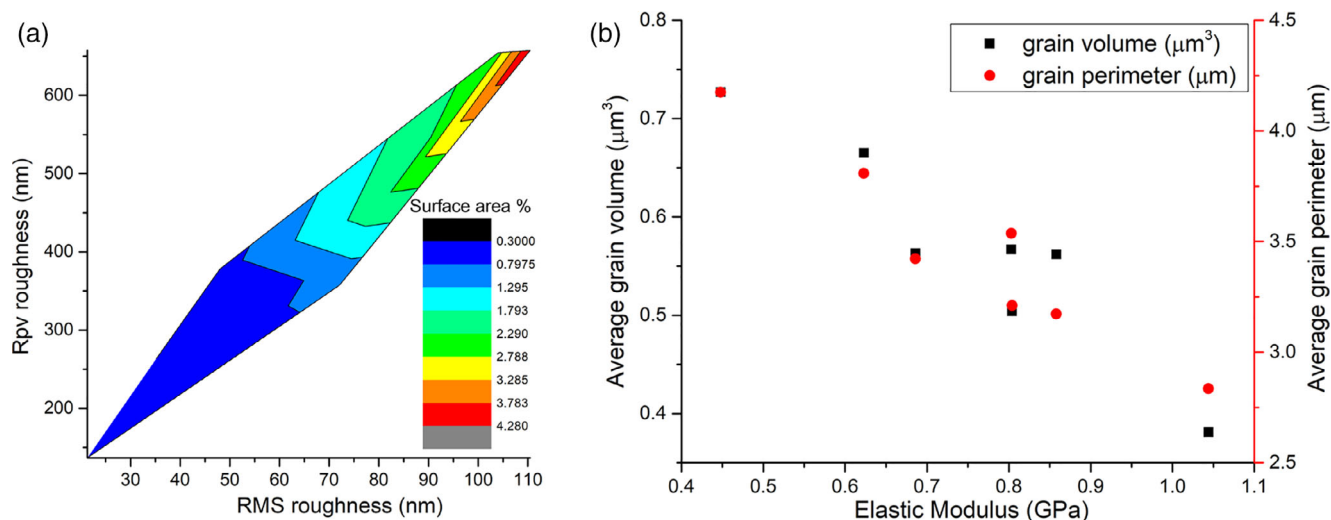 (a)
Rpv roughness (nm)
600
500
400
300
200
30 40 50 60 70 80 90 100 110
RMS roughness (nm)
Surface area %
0.3000
0.7975
1.295
1.793
2.290
2.788
3.285
3.783
4.280
(b)
Average grain volume (μm³)
0.8
0.7
0.6
0.5
0.4
grain volume (μm³)
grain perimeter (μm)
4.5
4.0
3.5
3.0
2.5
Average grain perimeter (μm)
0.4 0.5 0.6 0.7 0.8 0.9 1.0 1.1
Elastic Modulus (GPa)